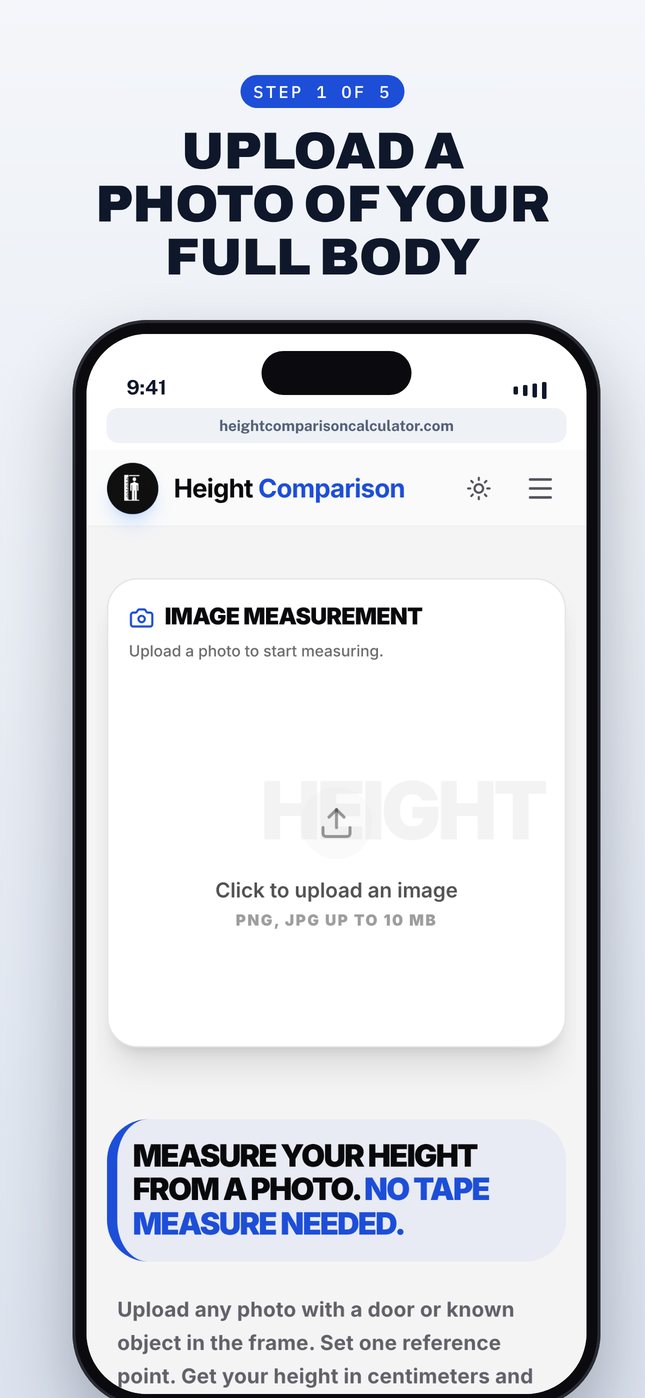 STEP 1 OF 5
UPLOAD A
PHOTO OF YOUR
FULL BODY
9:41
heightcomparisoncalculator.com
Height Comparison
IMAGE MEASUREMENT
Upload a photo to start measuring.
HEIGHT
Click to upload an image
PNG, JPG UP TO 10 MB
MEASURE YOUR HEIGHT
FROM A PHOTO. NO TAPE
MEASURE NEEDED.
Upload any photo with a door or known
object in the frame. Set one reference
point. Get your height in centimeters and